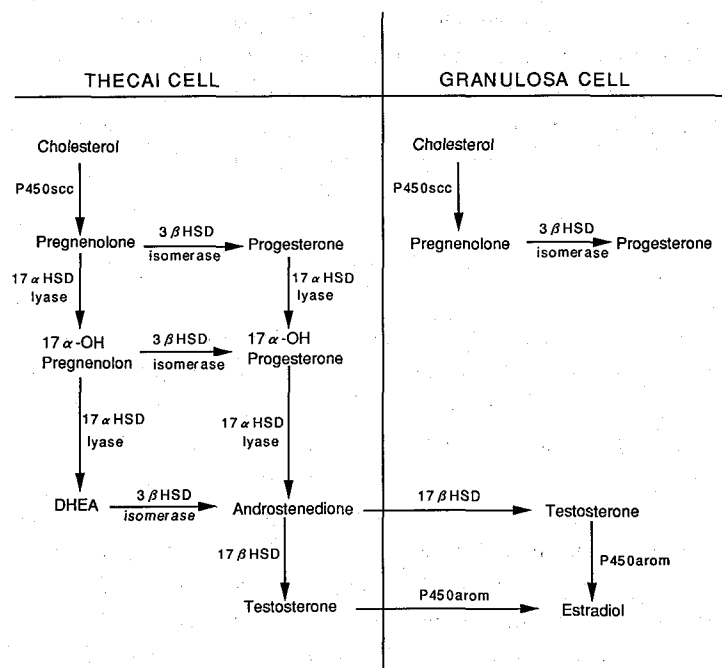 THECAI CELL
GRANULOSA CELL
Cholesterol
Cholesterol
P450scc
P450scc
3βHSD
isomerase
Pregnenolone
Progesterone
3βHSD
isomerase
Pregnenolone
Progesterone
17αHSD
lyase
17αHSD
lyase
17α-OH
Pregnenolon
3βHSD
isomerase
17α-OH
Progesterone
17αHSD
lyase
17αHSD
lyase
DHEA
3βHSD
isomerase
Androstenedione
17βHSD
Testosterone
17βHSD
P450arom
Testosterone
P450arom
Estradiol